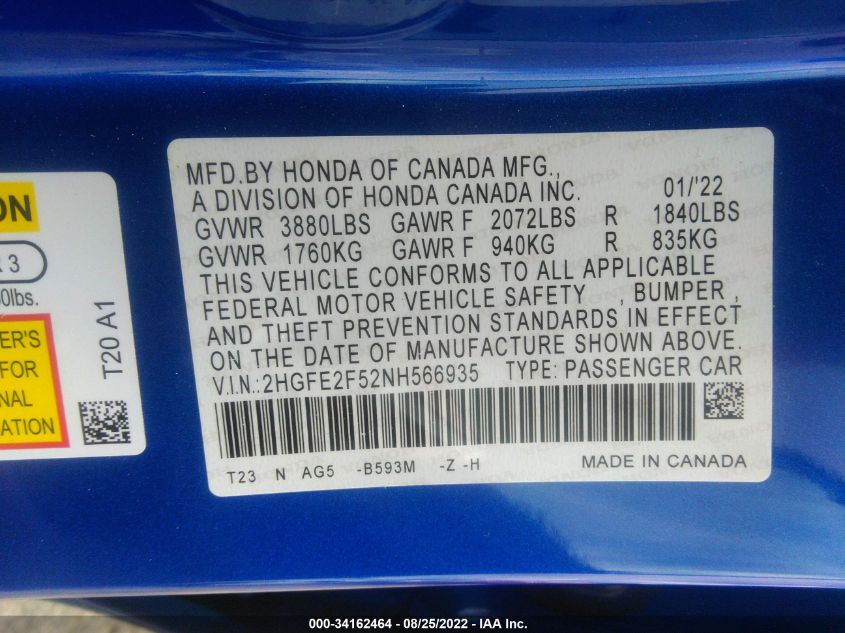 MFD.BY HONDA OF CANADA MFG.,
A DIVISION OF HONDA CANADA INC. 01/'22
GVWR 3880LBS GAWR F 2072LBS R 1840LBS
GVWR 1760KG GAWR F 940KG R 835KG
THIS VEHICLE CONFORMS TO ALL APPLICABLE
FEDERAL MOTOR VEHICLE SAFETY , BUMPER ,
AND THEFT PREVENTION STANDARDS IN EFFECT
ON THE DATE OF MANUFACTURE SHOWN ABOVE.
V.I.N.:2HGFE2F52NH566935 TYPE: PASSENGER CAR
T23 N AG5 -B593M -Z -H MADE IN CANADA
ON
R 3
0lbs.
ER'S
FOR
NAL
ATION
T20 A1
000-34162464 - 08/25/2022 - IAA Inc.